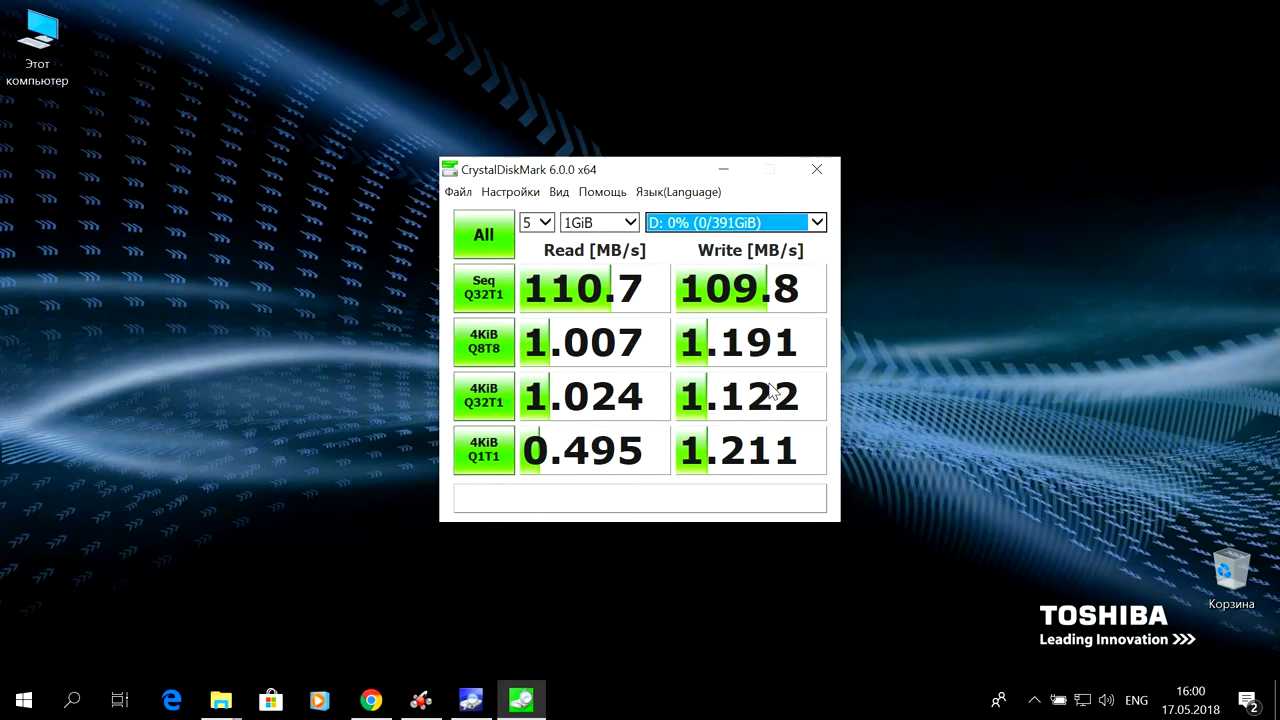 Этот
компьютер
CrystalDiskMark 6.0.0 x64
Файл Настройки Вид Помощь Язык(Language)
All 5 1GiB D: 0% (0/391GiB)
Read [MB/s] Write [MB/s]
Seq
Q32T1 110.7 109.8
4KiB
Q8T8 1.007 1.191
4KiB
Q32T1 1.024 1.122
4KiB
Q1T1 0.495 1.211
Корзина
TOSHIBA
Leading Innovation >>>
ENG
16:00
17.05.2018
2